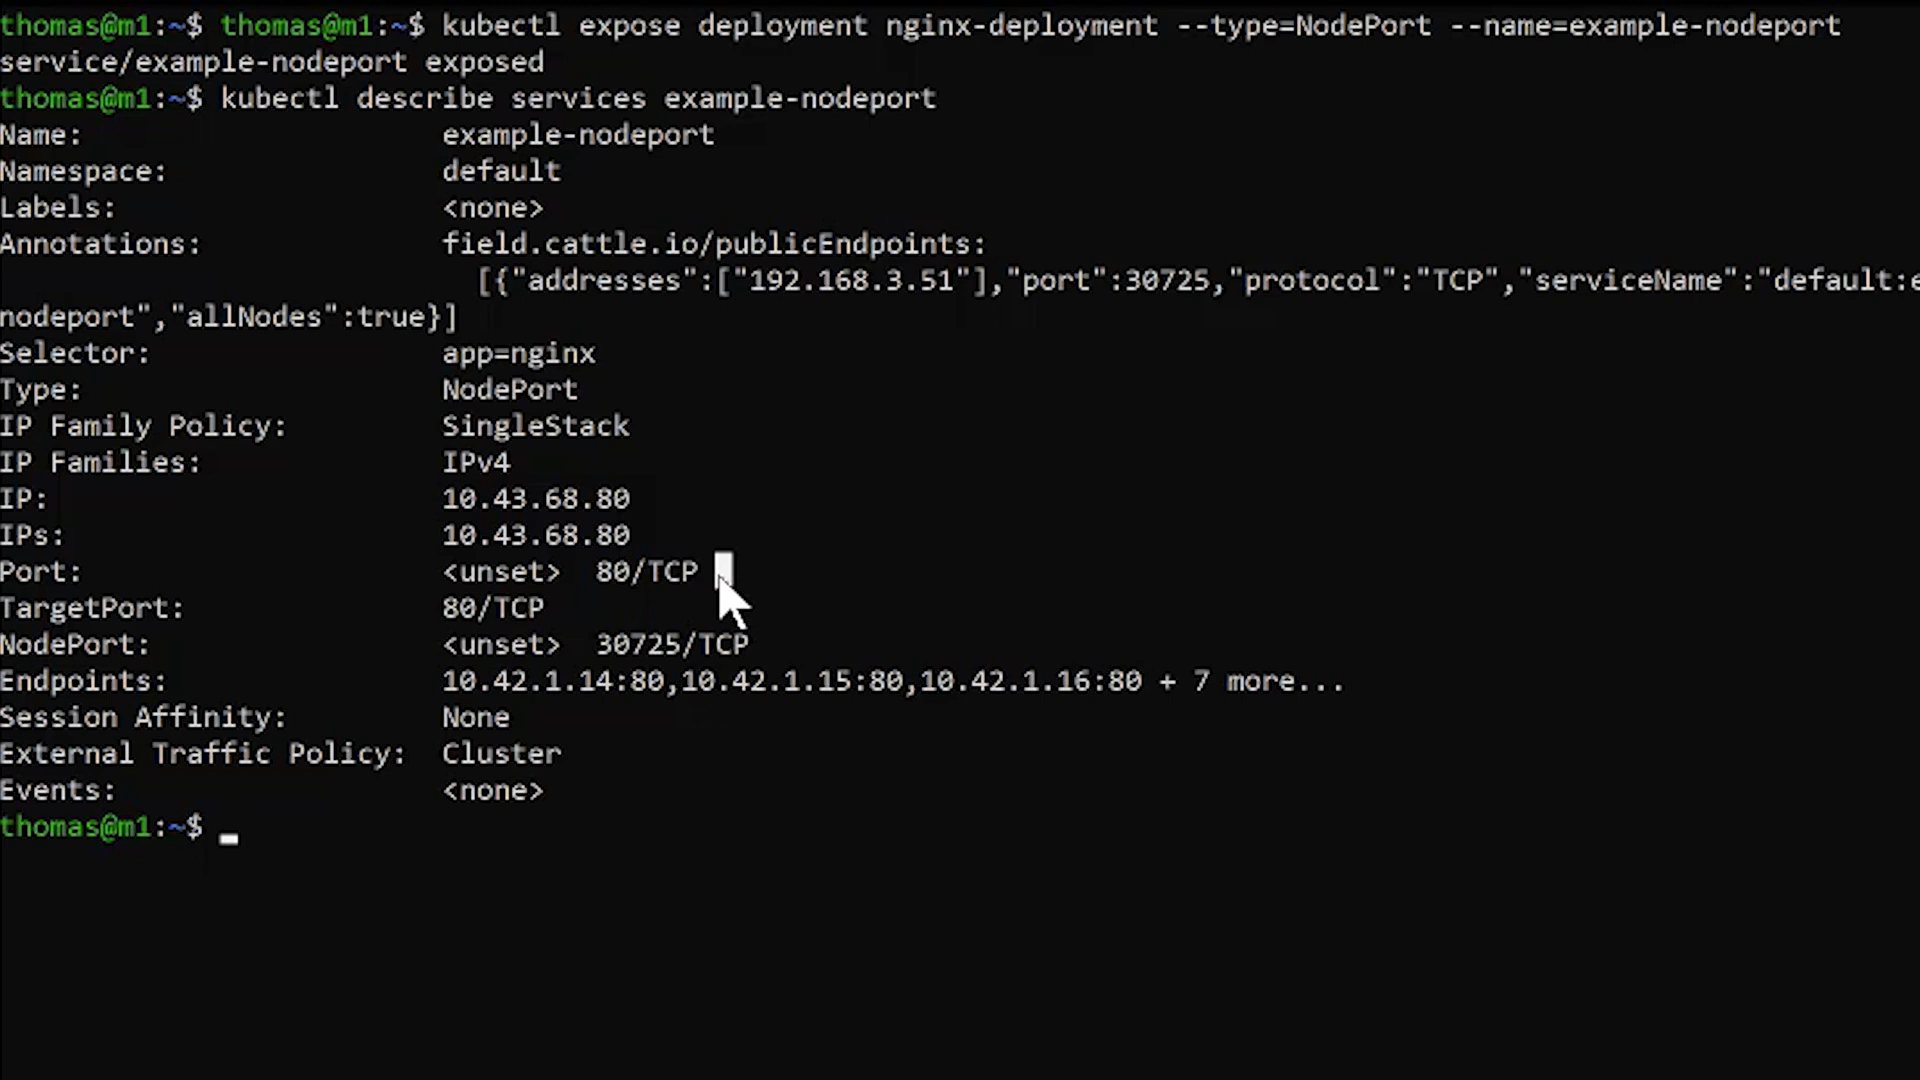 thomas@m1:~$ thomas@m1:~$ kubectl expose deployment nginx-deployment --type=NodePort --name=example-nodeport
service/example-nodeport exposed
thomas@m1:~$ kubectl describe services example-nodeport
Name:                     example-nodeport
Namespace:                default
Labels:                   <none>
Annotations:              field.cattle.io/publicEndpoints:
                            [{"addresses":["192.168.3.51"],"port":30725,"protocol":"TCP","serviceName":"default:e
nodeport","allNodes":true}]
Selector:                 app=nginx
Type:                     NodePort
IP Family Policy:         SingleStack
IP Families:              IPv4
IP:                       10.43.68.80
IPs:                      10.43.68.80
Port:                     <unset>  80/TCP
TargetPort:               80/TCP
NodePort:                 <unset>  30725/TCP
Endpoints:                10.42.1.14:80,10.42.1.15:80,10.42.1.16:80 + 7 more...
Session Affinity:         None
External Traffic Policy:  Cluster
Events:                   <none>
thomas@m1:~$